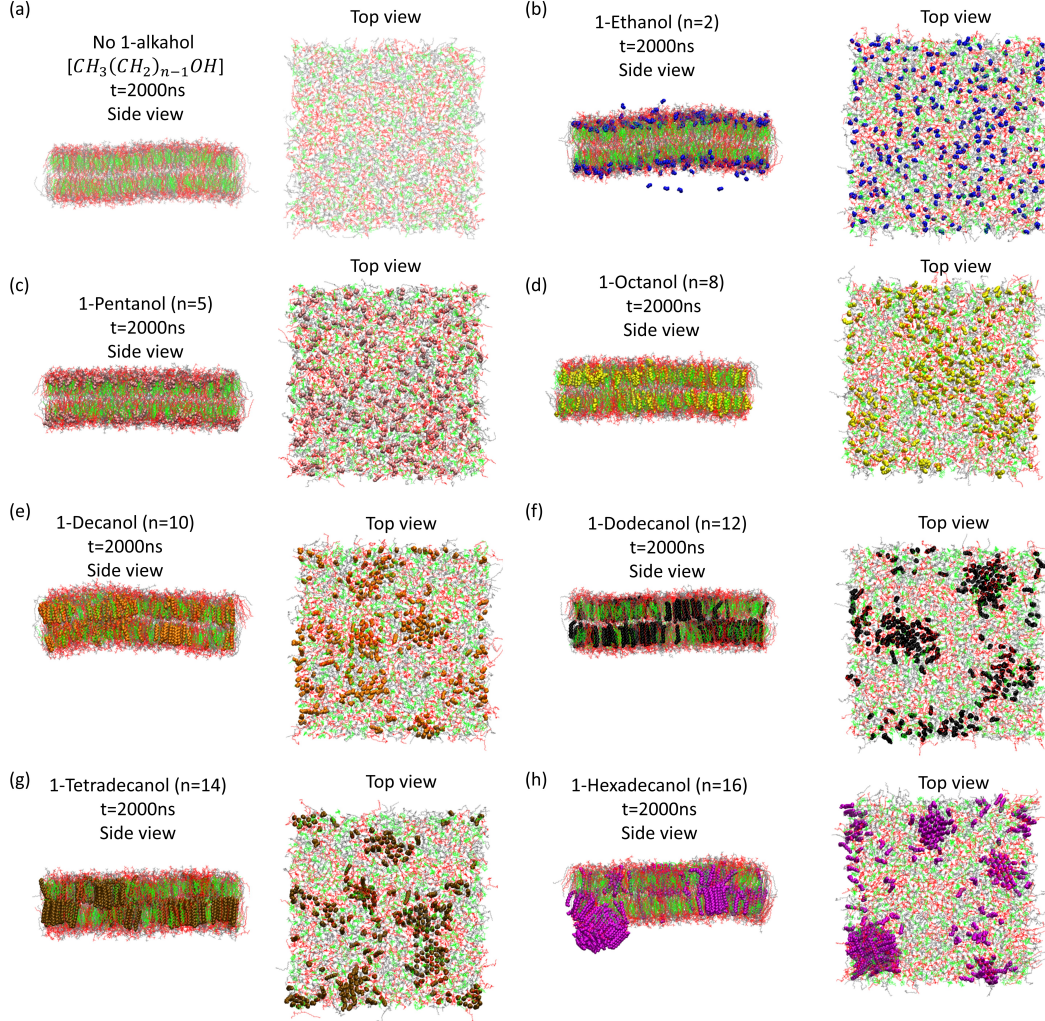 (a)
Top view
No 1-alkahol
[CH₃(CH₂)ₙ₋₁OH]
t=2000ns
Side view
(b)
Top view
1-Ethanol (n=2)
t=2000ns
Side view
(c)
Top view
1-Pentanol (n=5)
t=2000ns
Side view
(d)
Top view
1-Octanol (n=8)
t=2000ns
Side view
(e)
Top view
1-Decanol (n=10)
t=2000ns
Side view
(f)
Top view
1-Dodecanol (n=12)
t=2000ns
Side view
(g)
Top view
1-Tetradecanol (n=14)
t=2000ns
Side view
(h)
Top view
1-Hexadecanol (n=16)
t=2000ns
Side view